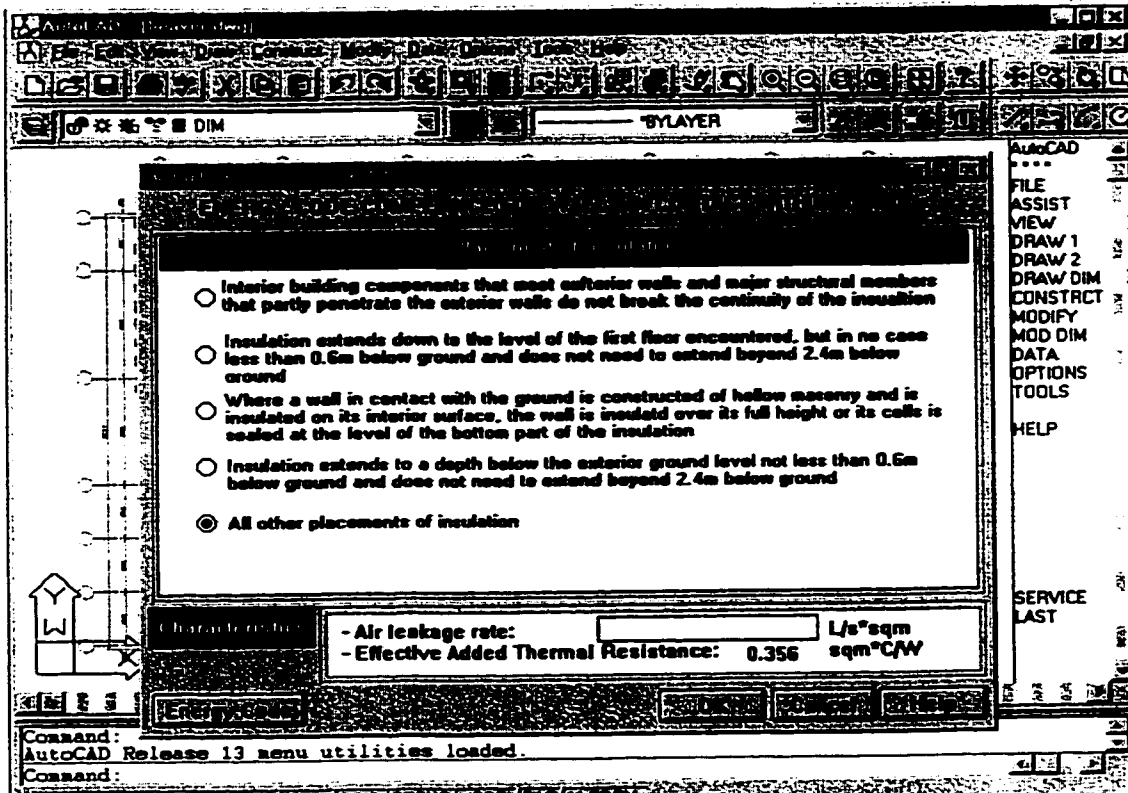 AutoCAD
File Edit View Draw Construct Modify Data Options Tools Help
DIM
BYLAYER
AutoCAD
* * * *
FILE
ASSIST
VIEW
DRAW 1
DRAW 2
DRAW DIM
CONSTRCT
MODIFY
MOD DIM
DATA
OPTIONS
TOOLS
HELP
SERVICE
LAST
Interior building components that meet exfterior walls and major structural members
that partly penetrate the exterior walls do not break the continuity of the inoualtion
Insulation extends down to the level of the first floor encountered, but in no case
less than 0.6m below ground and does not need to extend beyond 2.4m below
ground
Where a wall in contact with the ground is constructed of hollow masonry and is
insulated on its interior surface, the wall is insulatd over its full height or its cells is
sealed at the level of the bottom part of the insulation
Insulation extends to a depth below the exterior ground level not less than 0.6m
below ground and does not need to extend beyond 2.4m below ground
All other placements of insulation
Characteristics
- Air leakage rate: L/s*sqm
- Effective Added Thermal Resistance: 0.356 sqm*C/W
Energy Code OK Cancel Help
Y
W
X
Command:
AutoCAD Release 13 menu utilities loaded.
Command: